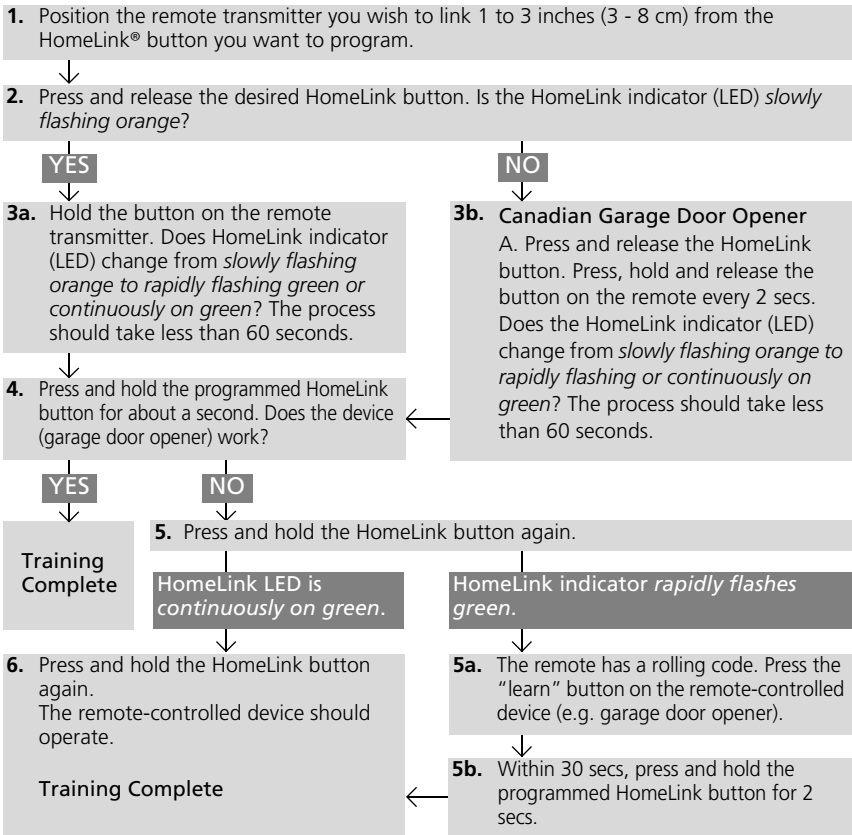 1. Position the remote transmitter you wish to link 1 to 3 inches (3 - 8 cm) from the
HomeLink® button you want to program.
2. Press and release the desired HomeLink button. Is the HomeLink indicator (LED) slowly
flashing orange?
YES
NO
3a. Hold the button on the remote
transmitter. Does HomeLink indicator
(LED) change from slowly flashing
orange to rapidly flashing green or
continuously on green? The process
should take less than 60 seconds.
3b. Canadian Garage Door Opener
A. Press and release the HomeLink
button. Press, hold and release the
button on the remote every 2 secs.
Does the HomeLink indicator (LED)
change from slowly flashing orange to
rapidly flashing or continuously on
green? The process should take less
than 60 seconds.
4. Press and hold the programmed HomeLink
button for about a second. Does the device
(garage door opener) work?
YES
NO
Training
Complete
5. Press and hold the HomeLink button again.
HomeLink LED is
continuously on green.
HomeLink indicator rapidly flashes
green.
6. Press and hold the HomeLink button
again.
The remote-controlled device should
operate.
Training Complete
5a. The remote has a rolling code. Press the
“learn” button on the remote-controlled
device (e.g. garage door opener).
5b. Within 30 secs, press and hold the
programmed HomeLink button for 2
secs.